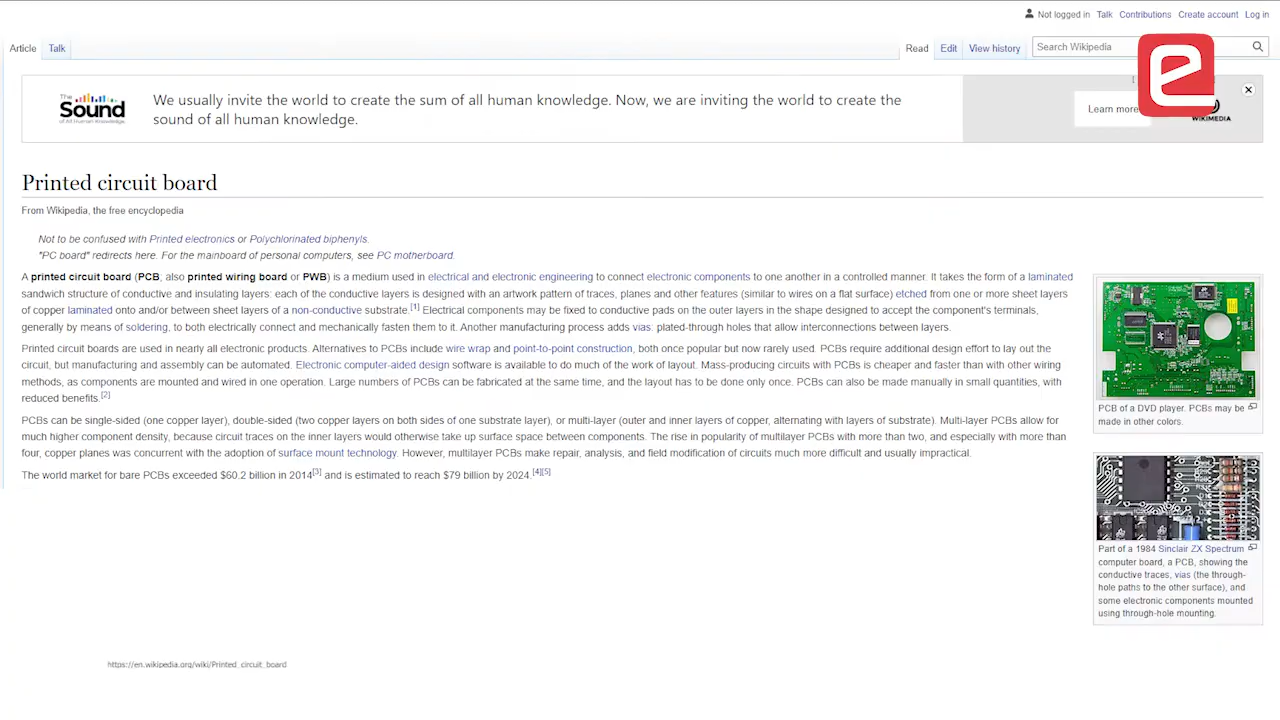 Not logged in Talk Contributions Create account Log in
Article Talk Read Edit View history Search Wikipedia
The Sound of All Human Knowledge.
We usually invite the world to create the sum of all human knowledge. Now, we are inviting the world to create the
sound of all human knowledge.
Learn more
WIKIMEDIA
Printed circuit board
From Wikipedia, the free encyclopedia
Not to be confused with Printed electronics or Polychlorinated biphenyls.
"PC board" redirects here. For the mainboard of personal computers, see PC motherboard.
A printed circuit board (PCB; also printed wiring board or PWB) is a medium used in electrical and electronic engineering to connect electronic components to one another in a controlled manner. It takes the form of a laminated
sandwich structure of conductive and insulating layers: each of the conductive layers is designed with an artwork pattern of traces, planes and other features (similar to wires on a flat surface) etched from one or more sheet layers
of copper laminated onto and/or between sheet layers of a non-conductive substrate.[1] Electrical components may be fixed to conductive pads on the outer layers in the shape designed to accept the component's terminals,
generally by means of soldering, to both electrically connect and mechanically fasten them to it. Another manufacturing process adds vias: plated-through holes that allow interconnections between layers.
Printed circuit boards are used in nearly all electronic products. Alternatives to PCBs include wire wrap and point-to-point construction, both once popular but now rarely used. PCBs require additional design effort to lay out the
circuit, but manufacturing and assembly can be automated. Electronic computer-aided design software is available to do much of the work of layout. Mass-producing circuits with PCBs is cheaper and faster than with other wiring
methods, as components are mounted and wired in one operation. Large numbers of PCBs can be fabricated at the same time, and the layout has to be done only once. PCBs can also be made manually in small quantities, with
reduced benefits.[2]
PCBs can be single-sided (one copper layer), double-sided (two copper layers on both sides of one substrate layer), or multi-layer (outer and inner layers of copper, alternating with layers of substrate). Multi-layer PCBs allow for
much higher component density, because circuit traces on the inner layers would otherwise take up surface space between components. The rise in popularity of multilayer PCBs with more than two, and especially with more than
four, copper planes was concurrent with the adoption of surface mount technology. However, multilayer PCBs make repair, analysis, and field modification of circuits much more difficult and usually impractical.
The world market for bare PCBs exceeded $60.2 billion in 2014[3] and is estimated to reach $79 billion by 2024.[4][5]
PCB of a DVD player. PCBs may be
made in other colors.
Part of a 1984 Sinclair ZX Spectrum
computer board, a PCB, showing the
conductive traces, vias (the through-
hole paths to the other surface), and
some electronic components mounted
using through-hole mounting.
https://en.wikipedia.org/wiki/Printed_circuit_board